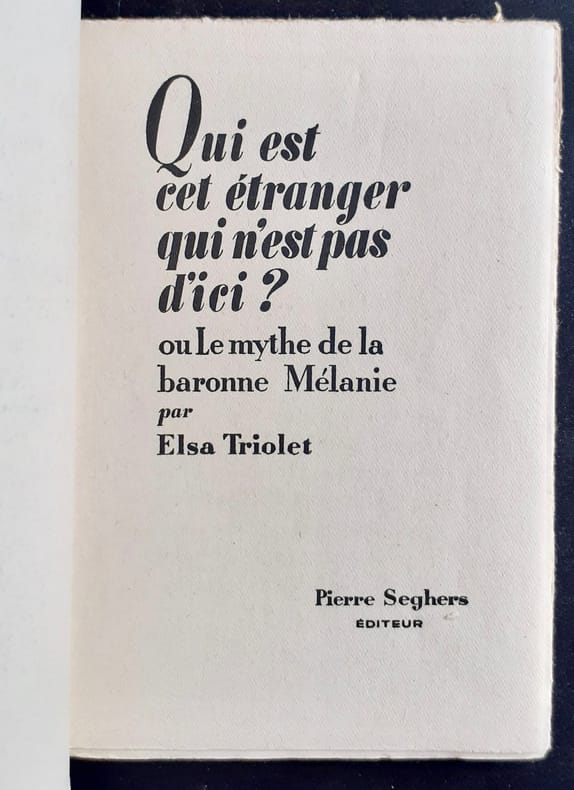 Qui est
cet étranger
qui n'est pas
d'ici ?
ou Le mythe de la
baronne Mélanie
par
Elsa Triolet
Pierre Seghers
ÉDITEUR